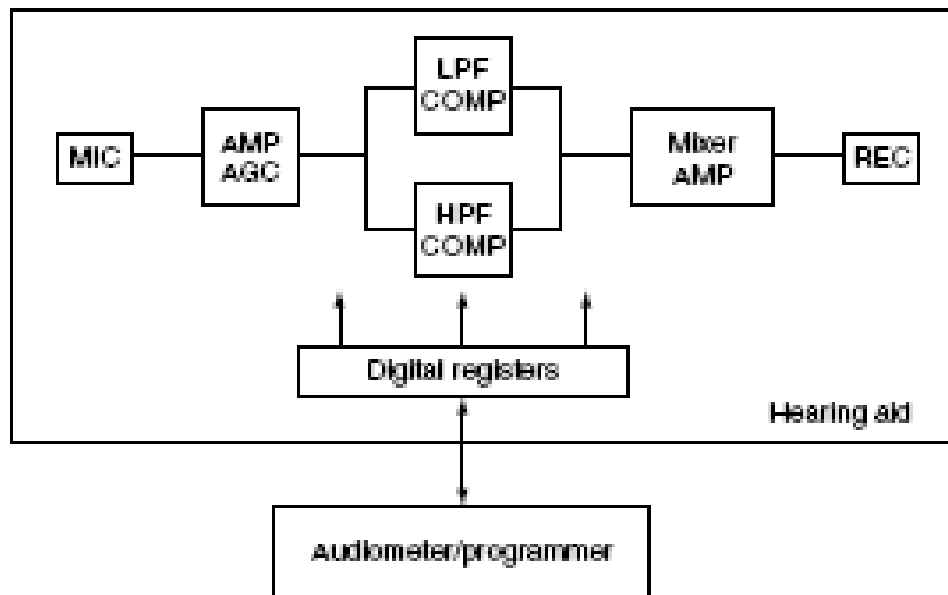 LPF
COMP
MIC
AMP
AGC
Mixer
AMP
REC
HPF
COMP
Digital registers
Hearing aid
Audiometer/programmer